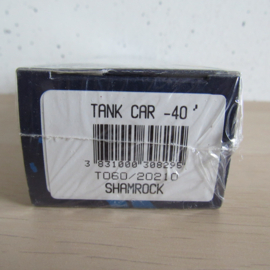 TANK CAR -40'
3 831000 308296
T060/20210
SHAMROCK